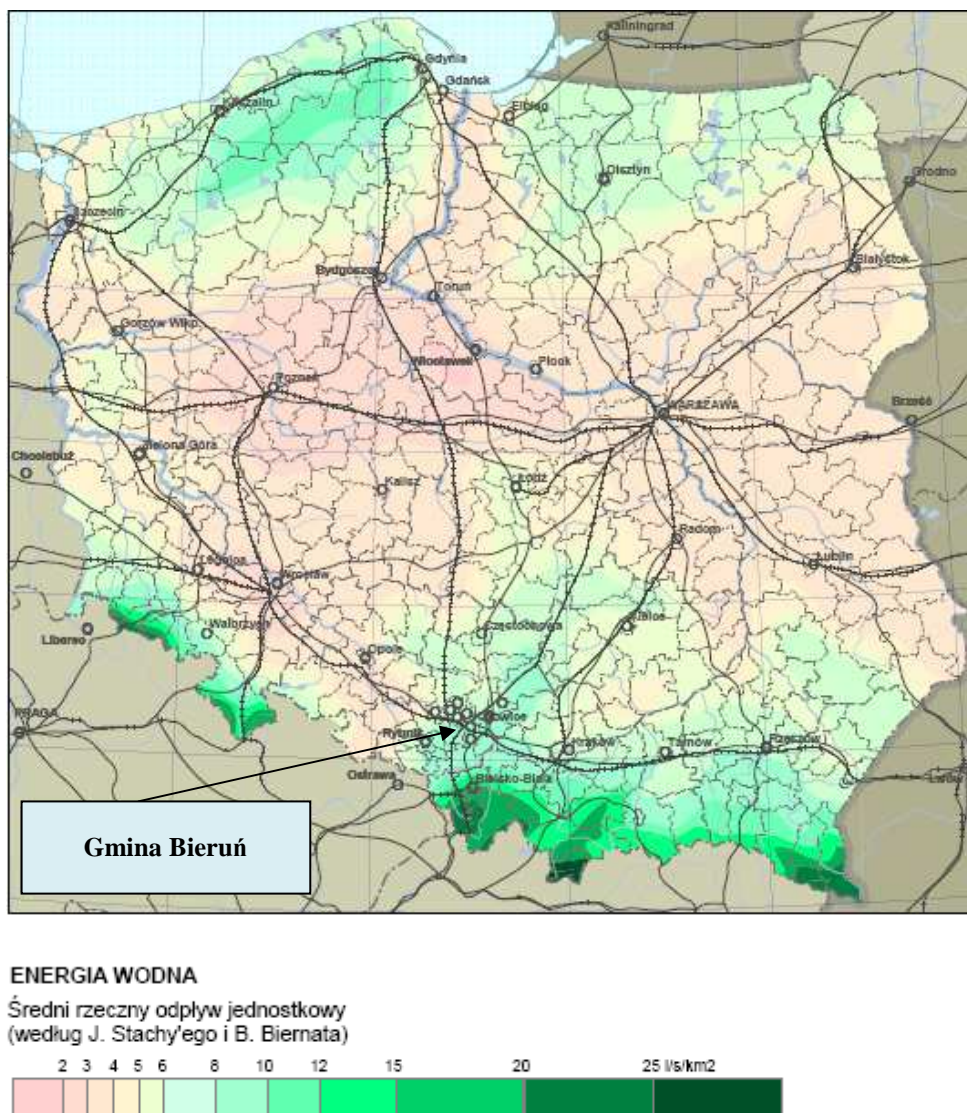 Kaliningrad
Gdynia
Gdańsk
Koszalin
Elbląg
Olsztyn
Grodno
Szczecin
Białystok
Bydgoszcz
Toruń
Gorzów Wlkp.
Włocławek
Płock
Poznań
WARSZAWA
Brześć
Zielona Góra
Chociebuż
Kalisz
Łódź
Radom
Legnica
Wrocław
Lublin
Liberec
Wałbrzych
Częstochowa
Kielce
Opole
PRAGA
Rybnik
Kraków
Tarnów
Rzeszów
Ostrawa
Bielsko-Biała
Lwów
Gmina Bieruń
ENERGIA WODNA
Średni rzeczny odpływ jednostkowy
(według J. Stachy'ego i B. Biernata)
2 3 4 5 6 8 10 12 15 20 25 l/s/km2